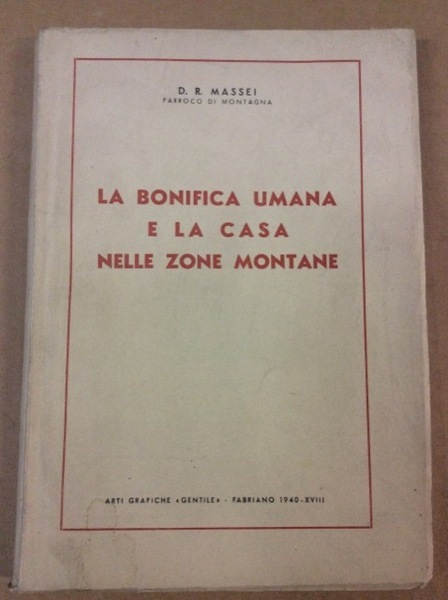 D. R. MASSEI
PARROCO DI MONTAGNA
LA BONIFICA UMANA
E LA CASA
NELLE ZONE MONTANE
ARTI GRAFICHE «GENTILE» - FABRIANO 1940-XVIII